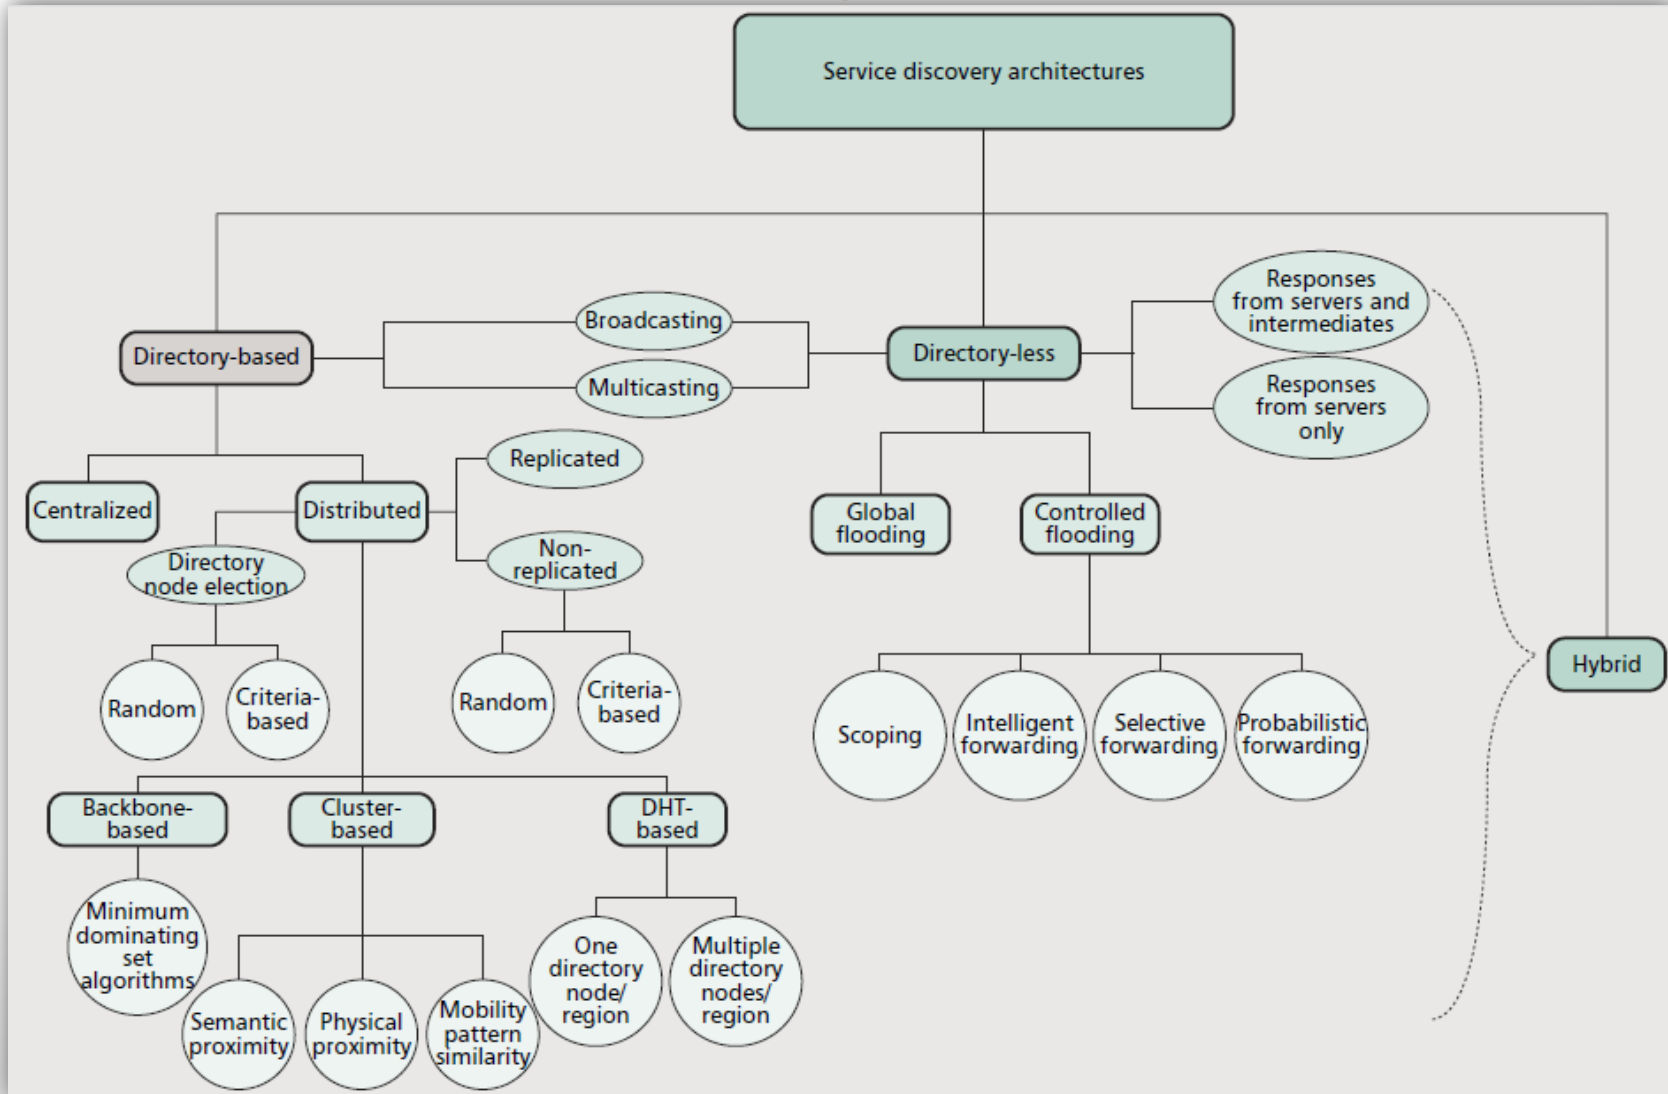 Service discovery architectures
Responses
from servers and
intermediates
Broadcasting
Directory-based
Directory-less
Multicasting
Responses
from servers
only
Replicated
Centralized
Distributed
Global
flooding
Controlled
flooding
Directory
node election
Non-
replicated
Hybrid
Random
Criteria-
based
Random
Criteria-
based
Scoping
Intelligent
forwarding
Selective
forwarding
Probabilistic
forwarding
Backbone-
based
Cluster-
based
DHT-
based
Minimum
dominating
set
algorithms
One
directory
node/
region
Multiple
directory
nodes/
region
Semantic
proximity
Physical
proximity
Mobility
pattern
similarity